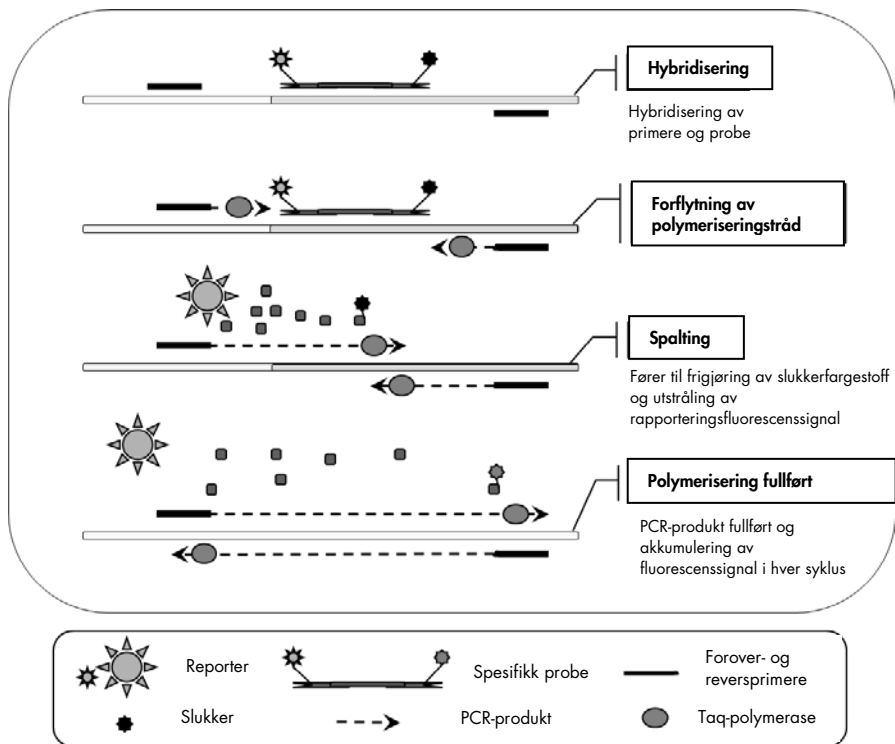 Hybridisering
Hybridisering av
primere og probe
Forflytning av
polymeriseringstråd
Spalting
Fører til frigjøring av slukkerfargestoff
og utstråling av
rapporteringsfluorescenssignal
Polymerisering fullført
PCR-produkt fullført og
akkumulering av
fluorescenssignal i hver syklus
Reporter
Spesifikk probe
Forover- og
reversprimere
Slukker
PCR-produkt
Taq-polymerase